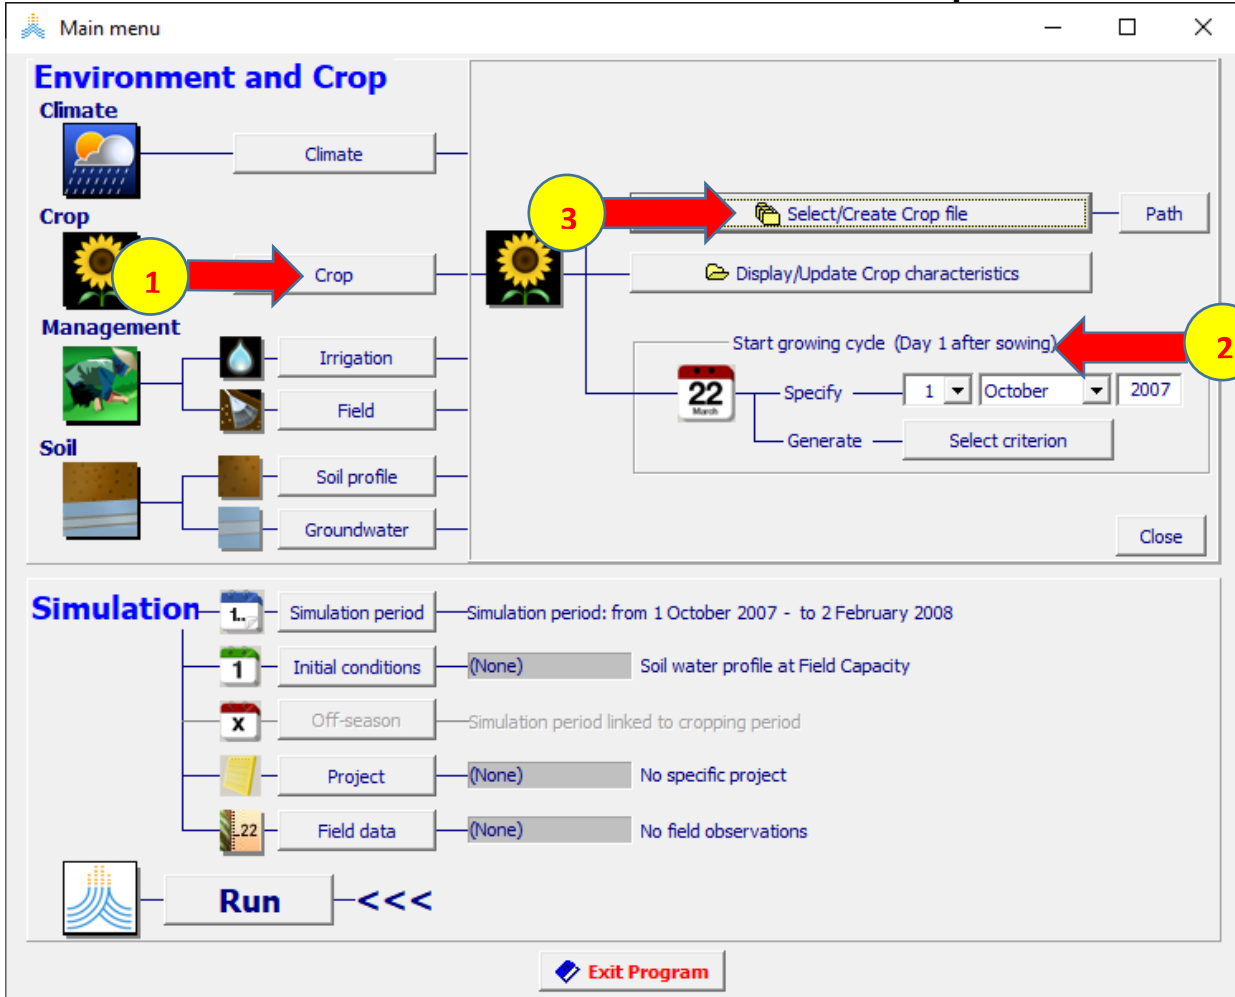 Main menu
Environment and Crop
Climate
Climate
Crop
1
Crop
Management
Irrigation
Field
Soil
Soil profile
Groundwater
3
Select/Create Crop file
Path
Display/Update Crop characteristics
Start growing cycle (Day 1 after sowing)
2
22
March
Specify
1
October
2007
Generate
Select criterion
Close
Simulation
1..
Simulation period
Simulation period: from 1 October 2007 - to 2 February 2008
1
Initial conditions
(None)
Soil water profile at Field Capacity
X
Off-season
Simulation period linked to cropping period
Project
(None)
No specific project
..22
Field data
(None)
No field observations
Run
<<<
Exit Program